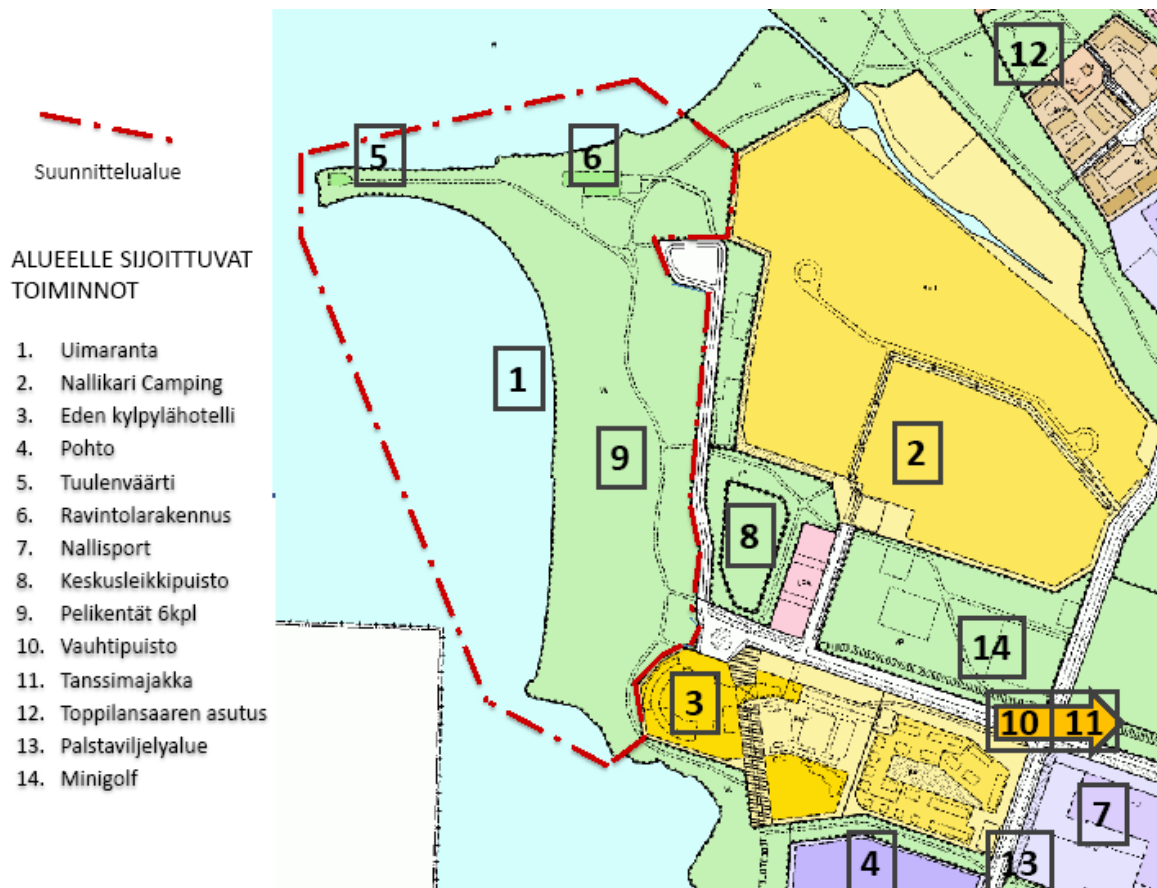 Suunnittelualue
ALUEELLE SIJOITTUVAT
TOIMINNOT
1. Uimaranta
2. Nallikari Camping
3. Eden kylpylähotelli
4. Pohto
5. Tuulenväärti
6. Ravintolarakennus
7. Nallisport
8. Keskusleikkipuisto
9. Pelikentät 6kpl
10. Vauhtipuisto
11. Tanssimajakka
12. Toppilansaaren asutus
13. Palstaviljelyalue
14. Minigolf
12
5
6
1
9
2
8
14
3
10 11
7
4
13